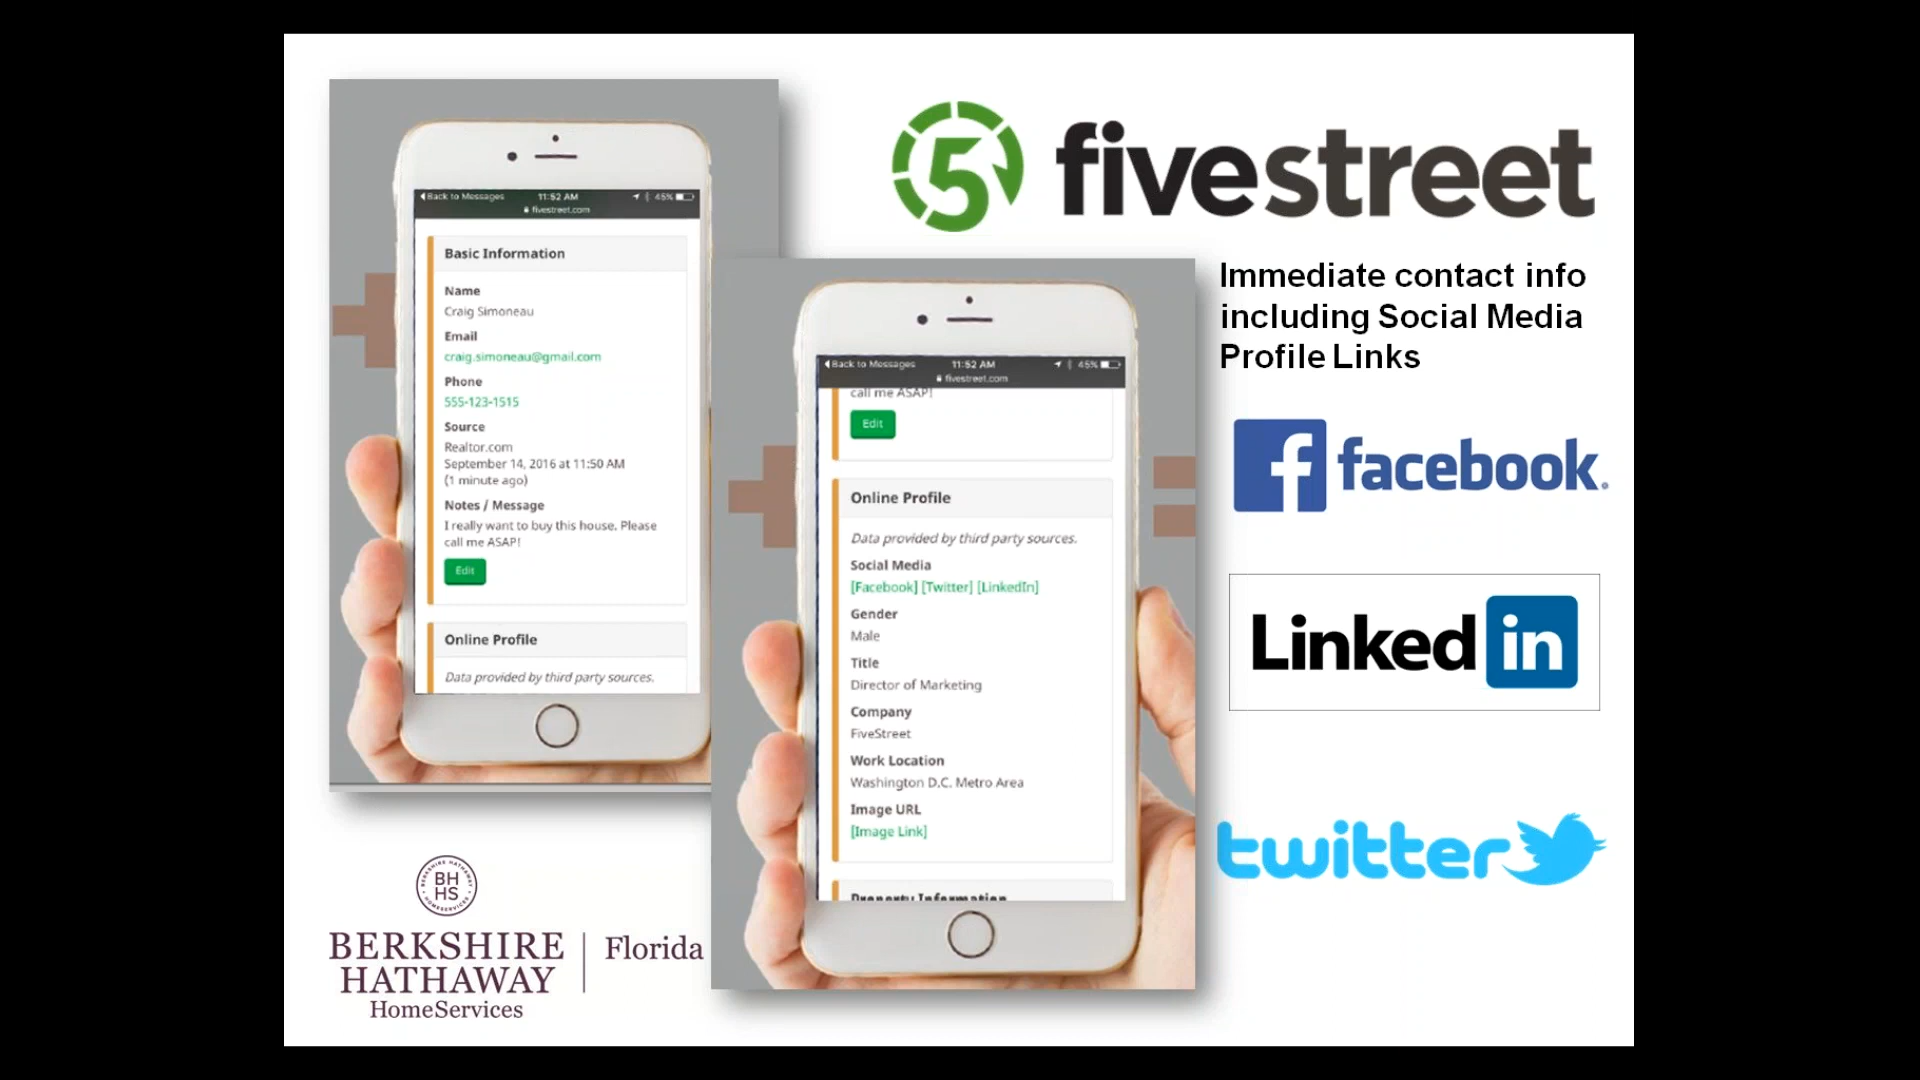 Back to Messages 11:52 AM 45%
fivestreet.com
Basic Information
Name
Craig Simoneau
Email
craig.simoneau@gmail.com
Phone
555-123-1515
Source
Realtor.com
September 14, 2016 at 11:50 AM
(1 minute ago)
Notes / Message
I really want to buy this house. Please
call me ASAP!
Edit
Online Profile
Data provided by third party sources.
Back to Messages 11:52 AM 45%
fivestreet.com
call me ASAP!
Edit
Online Profile
Data provided by third party sources.
Social Media
[Facebook] [Twitter] [LinkedIn]
Gender
Male
Title
Director of Marketing
Company
FiveStreet
Work Location
Washington D.C. Metro Area
Image URL
[Image Link]
Property Information
5 fivestreet
Immediate contact info
including Social Media
Profile Links
f facebook.
Linked in
twitter
BERKSHIRE HATHAWAY
BH
HS
HOMESERVICES
BERKSHIRE
HATHAWAY
HomeServices
Florida